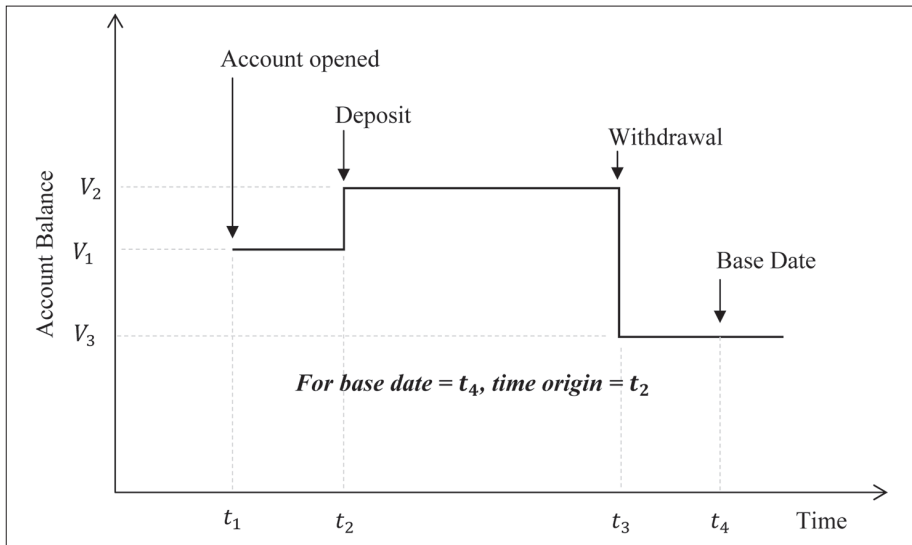 Account opened
Deposit
Withdrawal
V₂
V₁
Base Date
V₃
Account Balance
For base date = t₄, time origin = t₂
t₁ t₂ t₃ t₄ Time